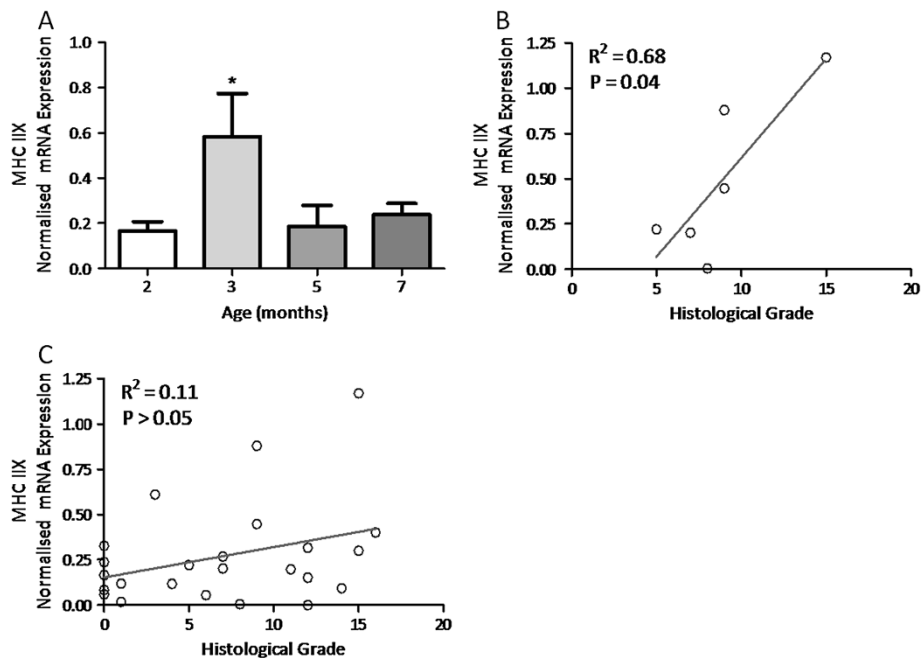 A
MHC IIX
Normalised mRNA Expression
1.0
0.8
0.6
0.4
0.2
0.0
*
2 3 5 7
Age (months)
B
MHC IIX
Normalised mRNA Expression
1.25
1.00
0.75
0.50
0.25
0.00
R² = 0.68
P = 0.04
0 5 10 15 20
Histological Grade
C
MHC IIX
Normalised mRNA Expression
1.25
1.00
0.75
0.50
0.25
0.00
R² = 0.11
P > 0.05
0 5 10 15 20
Histological Grade